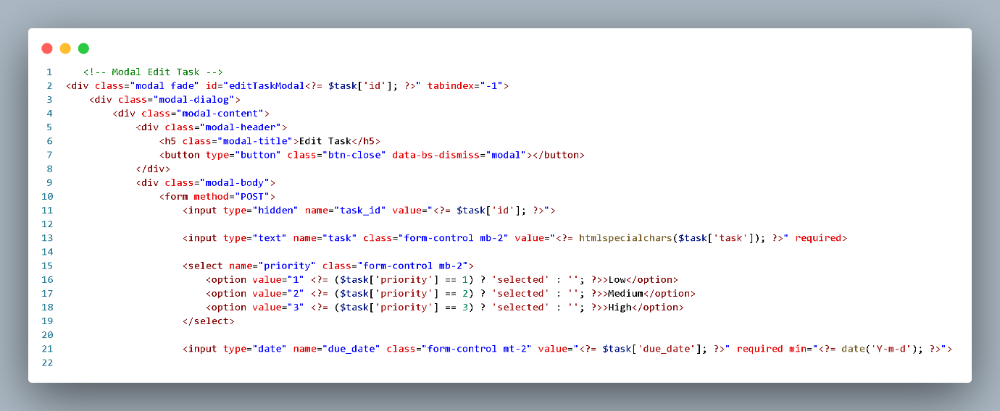 1 <!-- Modal Edit Task -->
2 <div class="modal fade" id="editTaskModal<?= $task['id']; ?>" tabindex="-1">
3 <div class="modal-dialog">
4 <div class="modal-content">
5 <div class="modal-header">
6 <h5 class="modal-title">Edit Task</h5>
7 <button type="button" class="btn-close" data-bs-dismiss="modal"></button>
8 </div>
9 <div class="modal-body">
10 <form method="POST">
11 <input type="hidden" name="task_id" value="<?= $task['id']; ?>">
12
13 <input type="text" name="task" class="form-control mb-2" value="<?= htmlspecialchars($task['task']); ?>" required>
14
15 <select name="priority" class="form-control mb-2">
16 <option value="1" <?= ($task['priority'] == 1) ? 'selected' : ''; ?>>Low</option>
17 <option value="2" <?= ($task['priority'] == 2) ? 'selected' : ''; ?>>Medium</option>
18 <option value="3" <?= ($task['priority'] == 3) ? 'selected' : ''; ?>>High</option>
19 </select>
20
21 <input type="date" name="due_date" class="form-control mt-2" value="<?= $task['due_date']; ?>" required min="<?= date('Y-m-d'); ?>">
22